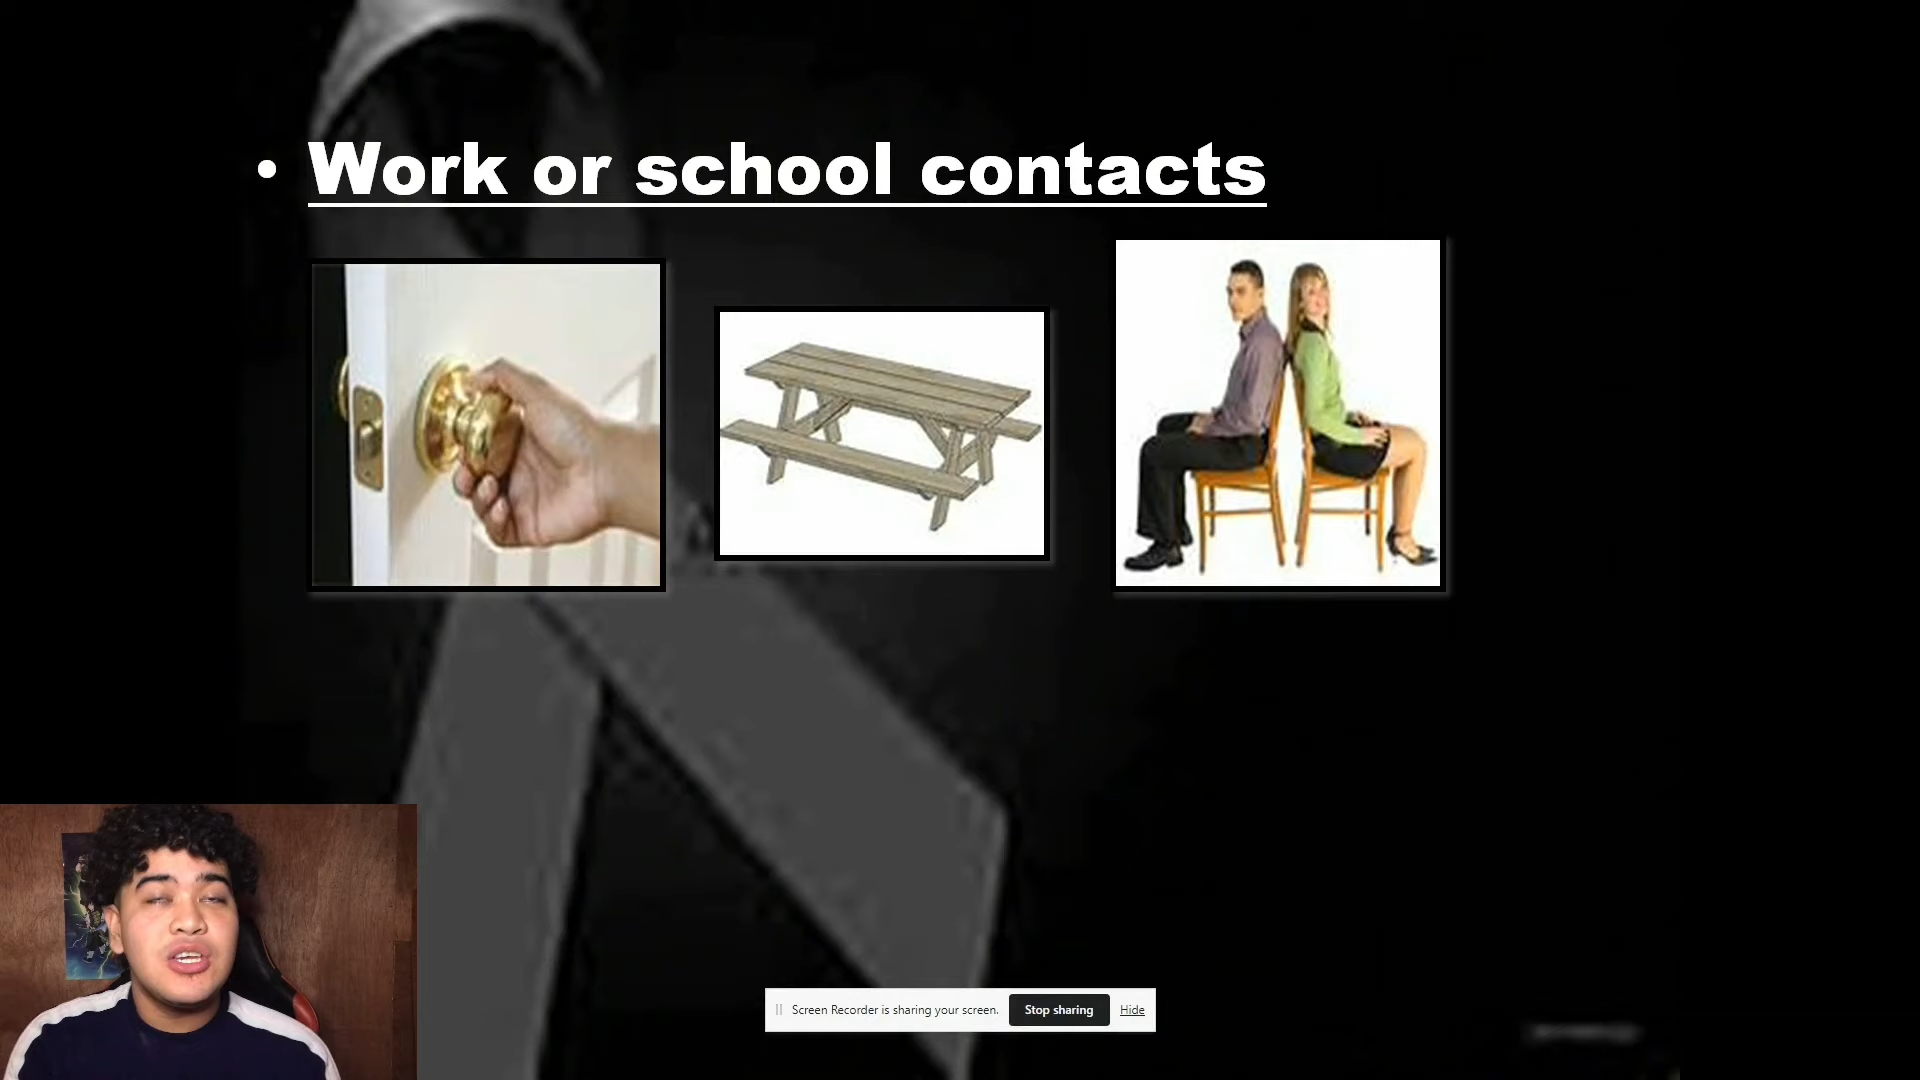 • Work or school contacts
Screen Recorder is sharing your screen. Stop sharing Hide